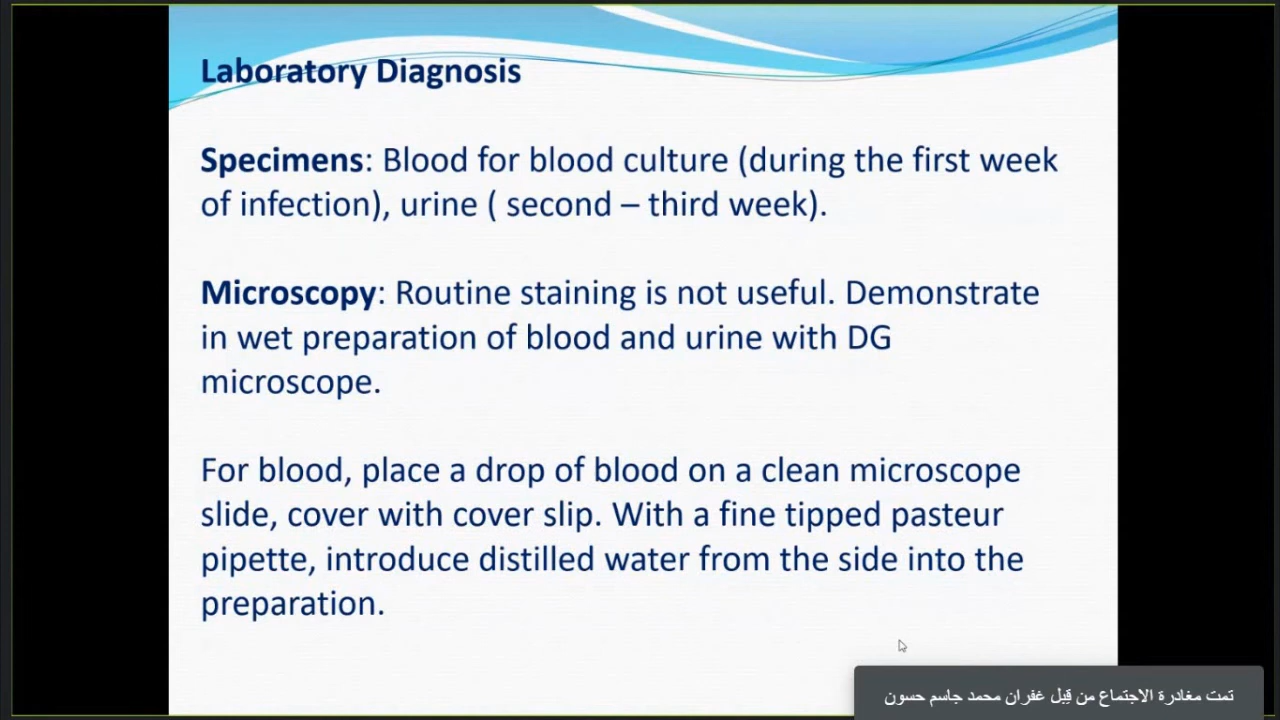 Laboratory Diagnosis
Specimens: Blood for blood culture (during the first week
of infection), urine ( second – third week).
Microscopy: Routine staining is not useful. Demonstrate
in wet preparation of blood and urine with DG
microscope.
For blood, place a drop of blood on a clean microscope
slide, cover with cover slip. With a fine tipped pasteur
pipette, introduce distilled water from the side into the
preparation.
تمت مغادرة الاجتماع من قِبل غفران محمد جاسم حسون